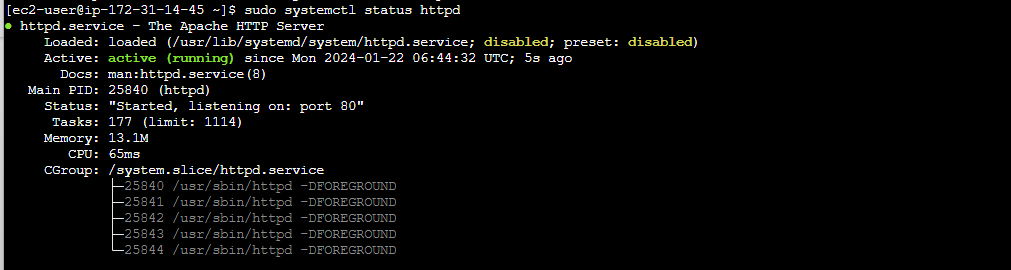 [ec2-user@ip-172-31-14-45 ~]$ sudo systemctl status httpd
● httpd.service - The Apache HTTP Server
Loaded: loaded (/usr/lib/systemd/system/httpd.service; disabled; preset: disabled)
Active: active (running) since Mon 2024-01-22 06:44:32 UTC; 5s ago
Docs: man:httpd.service(8)
Main PID: 25840 (httpd)
Status: "Started, listening on: port 80"
Tasks: 177 (limit: 1114)
Memory: 13.1M
CPU: 65ms
CGroup: /system.slice/httpd.service
├─25840 /usr/sbin/httpd -DFOREGROUND
├─25841 /usr/sbin/httpd -DFOREGROUND
├─25842 /usr/sbin/httpd -DFOREGROUND
├─25843 /usr/sbin/httpd -DFOREGROUND
└─25844 /usr/sbin/httpd -DFOREGROUND